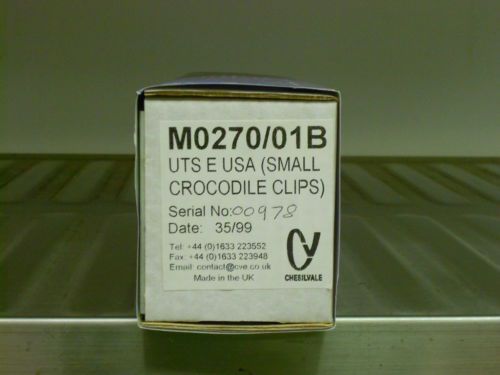 M0270/01B
UTS E USA (SMALL
CROCODILE CLIPS)
Serial No: 00978
Date: 35/99
Tel: +44 (0)1633 223552
Fax: +44 (0)1633 223948
Email: contact@cve.co.uk
Made in the UK
CHESILVALE